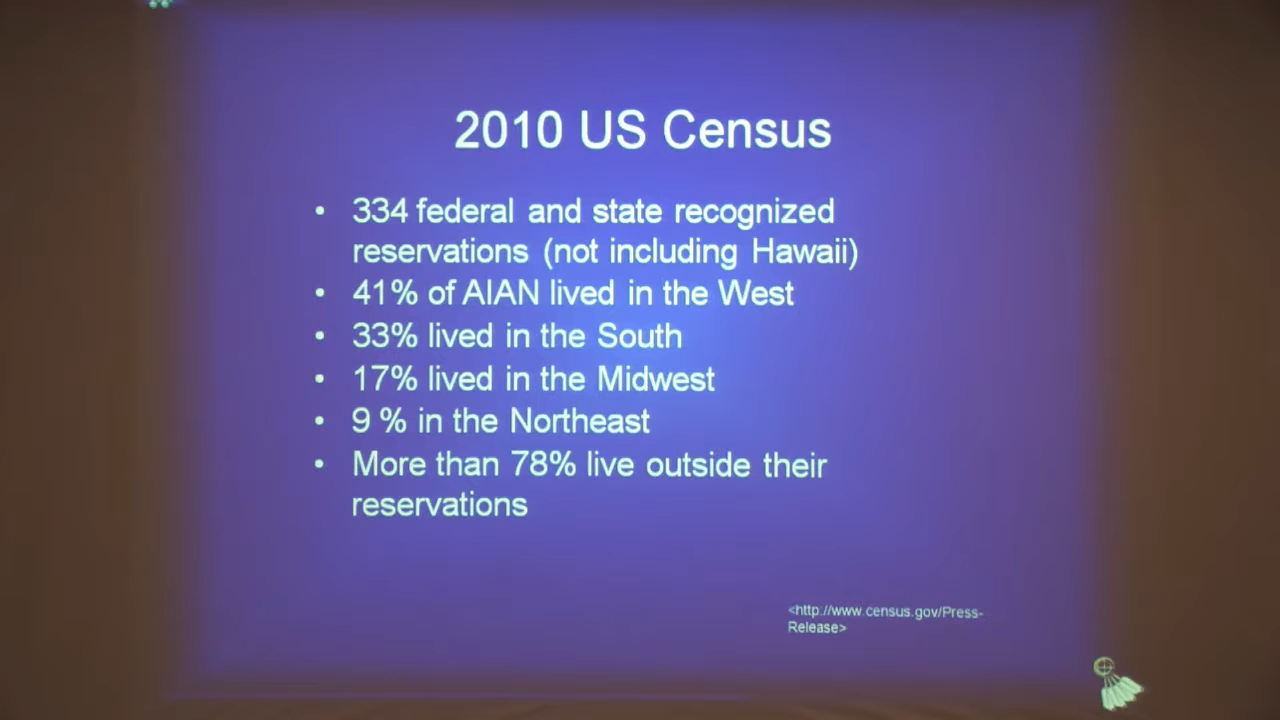 2010 US Census
• 334 federal and state recognized
reservations (not including Hawaii)
• 41% of AIAN lived in the West
• 33% lived in the South
• 17% lived in the Midwest
• 9 % in the Northeast
• More than 78% live outside their
reservations
<http://www.census.gov/Press-
Release>